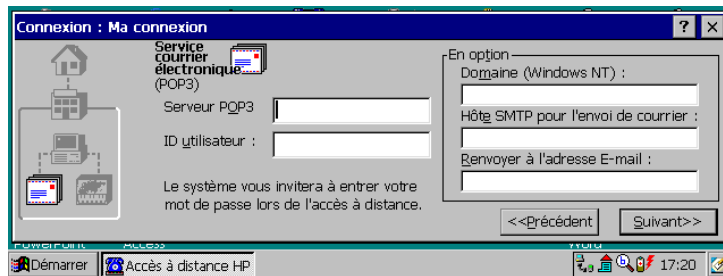 Connexion : Ma connexion
? ×
Service
courrier
électronique
(POP3)
Serveur POP3
ID utilisateur :
Le système vous invitera à entrer votre
mot de passe lors de l'accès à distance.
En option
Domaine (Windows NT) :
Hôte SMTP pour l'envoi de courrier :
Renvoyer à l'adresse E-mail :
<<Précédent
Suivant>>
PowerPoint
Access
Word
Démarrer
Accès à distance HP
17:20